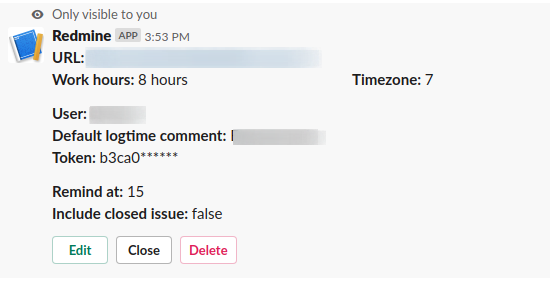 Only visible to you
Redmine APP 3:53 PM
URL:
Work hours: 8 hours Timezone: 7
User:
Default logtime comment:
Token: b3ca0******
Remind at: 15
Include closed issue: false
Edit Close Delete